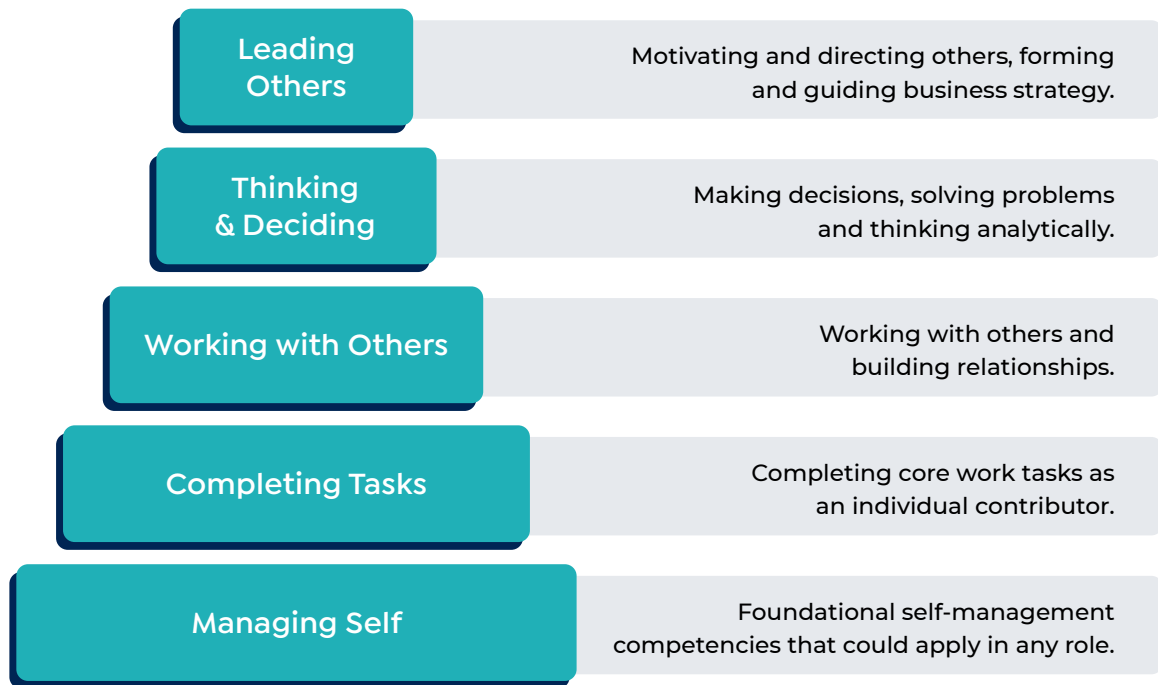 Leading
Others
Motivating and directing others, forming
and guiding business strategy.
Thinking
& Deciding
Making decisions, solving problems
and thinking analytically.
Working with Others
Working with others and
building relationships.
Completing Tasks
Completing core work tasks as
an individual contributor.
Managing Self
Foundational self-management
competencies that could apply in any role.